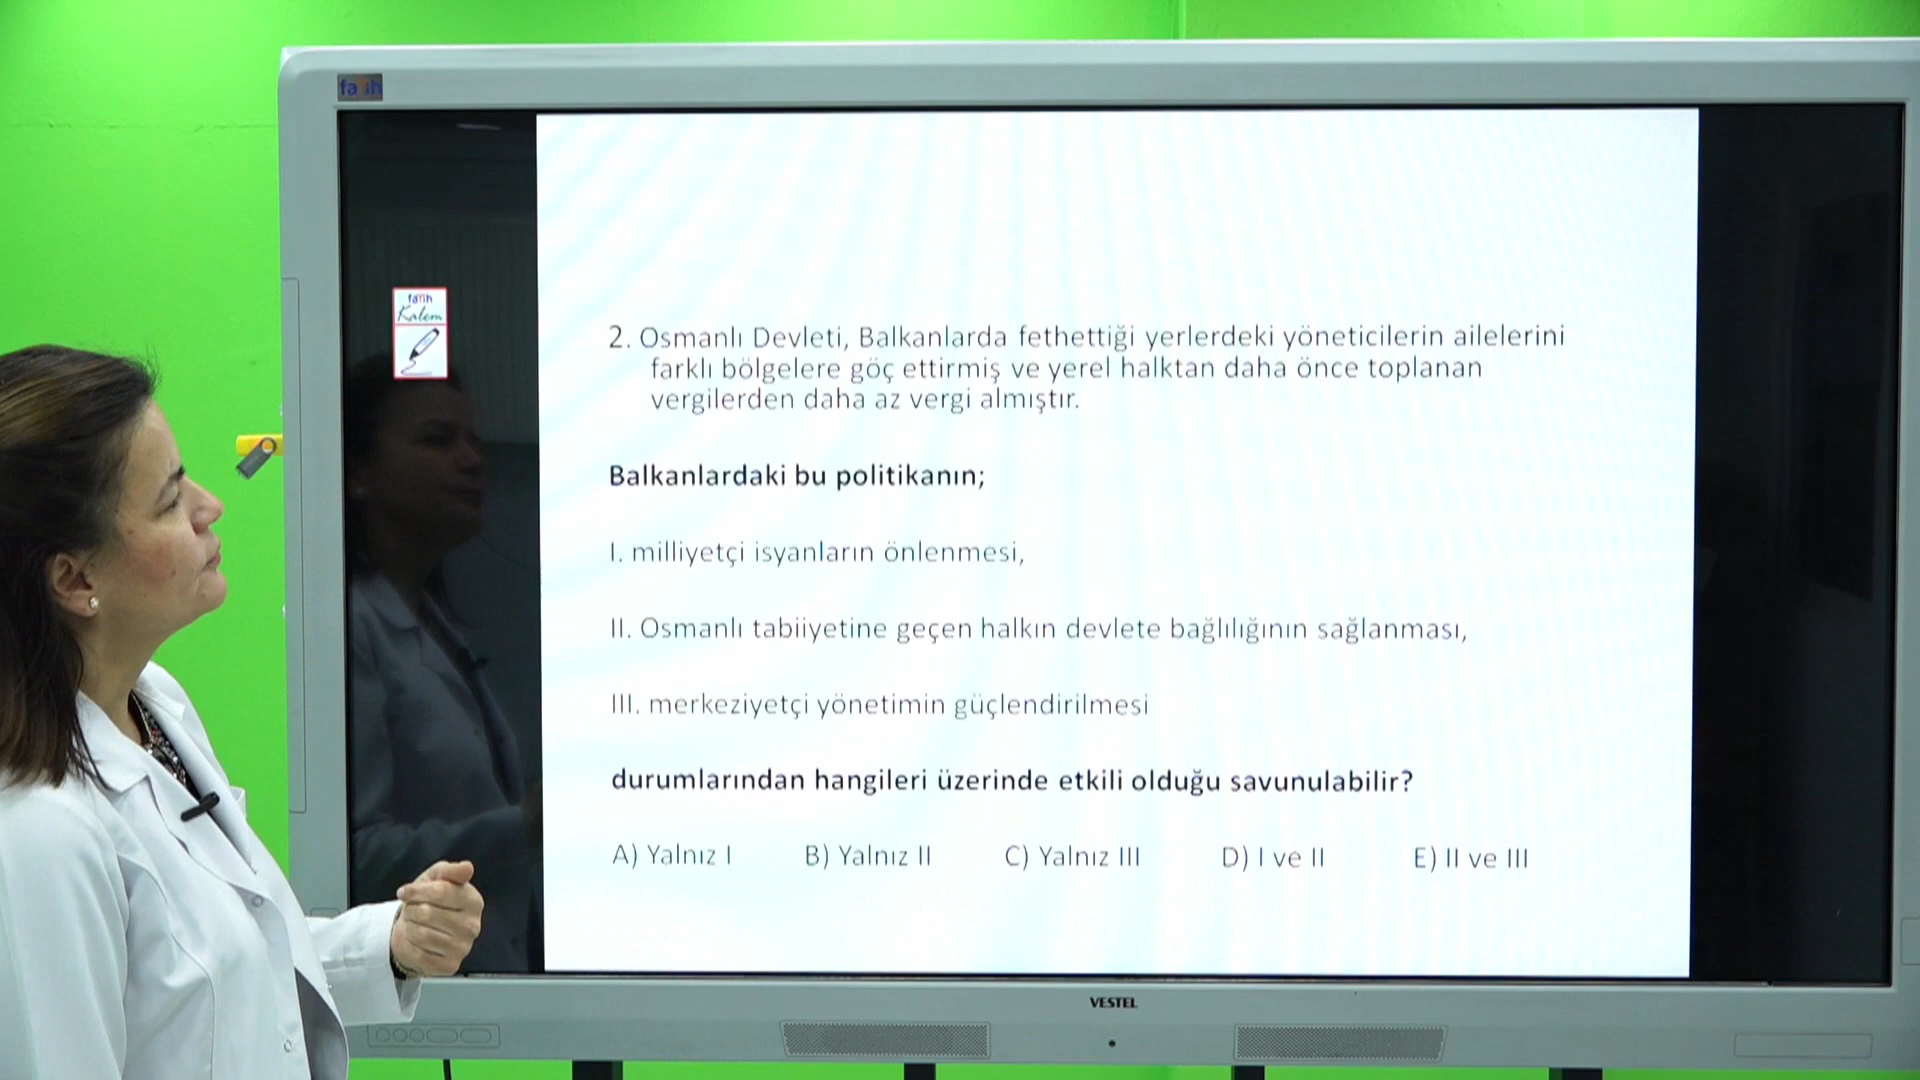 fatih
fatih
Kalem
2. Osmanlı Devleti, Balkanlarda fethettiği yerlerdeki yöneticilerin ailelerini
farklı bölgelere göç ettirmiş ve yerel halktan daha önce toplanan
vergilerden daha az vergi almıştır.
Balkanlardaki bu politikanın;
I. milliyetçi isyanların önlenmesi,
II. Osmanlı tabiiyetine geçen halkın devlete bağlılığının sağlanması,
III. merkeziyetçi yönetimin güçlendirilmesi
durumlarından hangileri üzerinde etkili olduğu savunulabilir?
A) Yalnız I B) Yalnız II C) Yalnız III D) I ve II E) II ve III
VESTEL